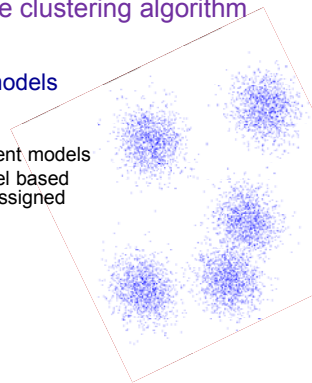 e clustering algorithm
odels
ent models
el based
ssigned